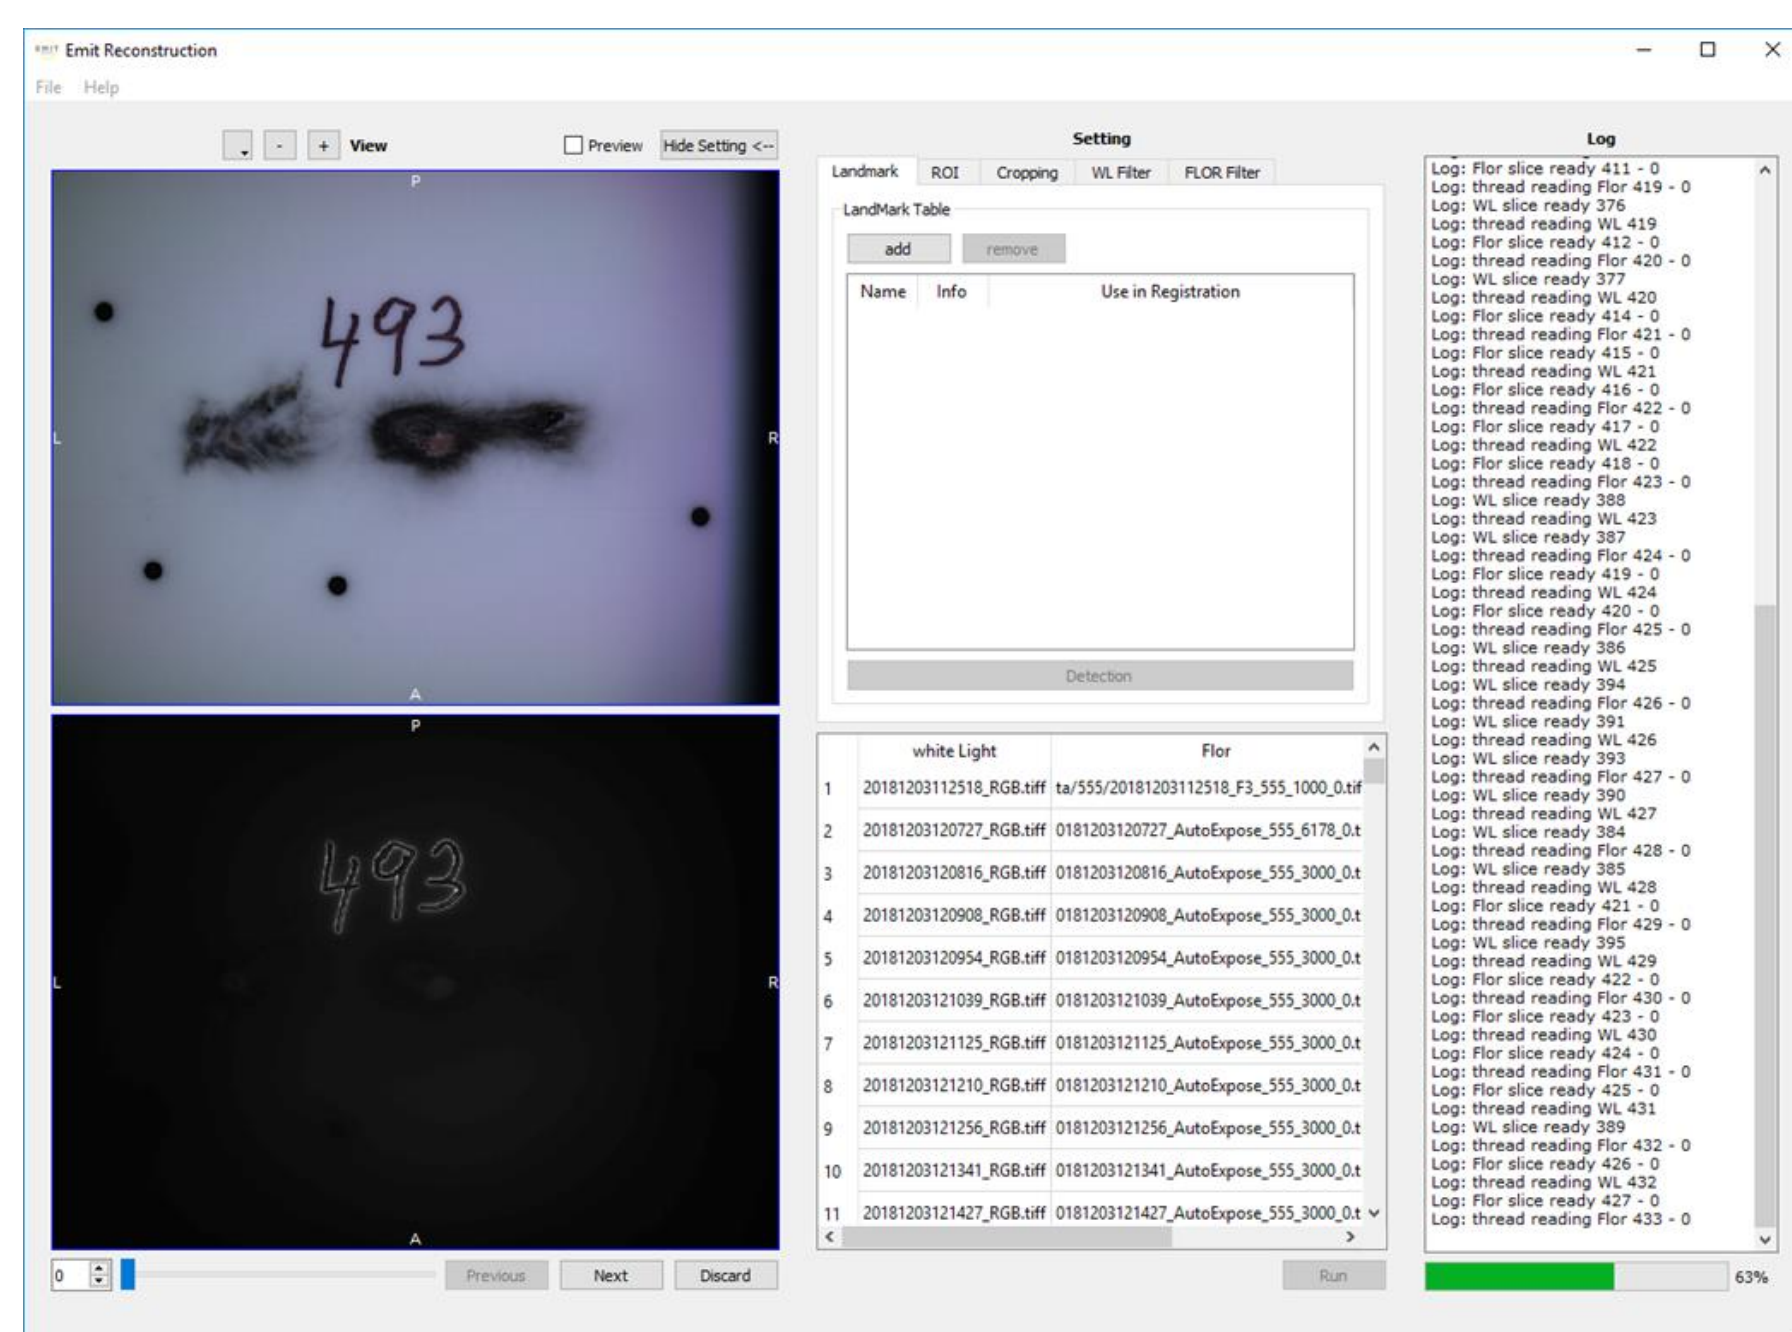 EMIT Emit Reconstruction
File Help
- + View Preview Hide Setting <--
P
493
L R
A
P
493
L R
A
0 Previous Next Discard
Setting
Landmark ROI Cropping WL Filter FLOR Filter
LandMark Table
add remove
Name Info Use in Registration
Detection
white Light Flor
1 20181203112518_RGB.tiff ta/555/20181203112518_F3_555_1000_0.tif
2 20181203120727_RGB.tiff 0181203120727_AutoExpose_555_6178_0.t
3 20181203120816_RGB.tiff 0181203120816_AutoExpose_555_3000_0.t
4 20181203120908_RGB.tiff 0181203120908_AutoExpose_555_3000_0.t
5 20181203120954_RGB.tiff 0181203120954_AutoExpose_555_3000_0.t
6 20181203121039_RGB.tiff 0181203121039_AutoExpose_555_3000_0.t
7 20181203121125_RGB.tiff 0181203121125_AutoExpose_555_3000_0.t
8 20181203121210_RGB.tiff 0181203121210_AutoExpose_555_3000_0.t
9 20181203121256_RGB.tiff 0181203121256_AutoExpose_555_3000_0.t
10 20181203121341_RGB.tiff 0181203121341_AutoExpose_555_3000_0.t
11 20181203121427_RGB.tiff 0181203121427_AutoExpose_555_3000_0.t
Run
Log
Log: Flor slice ready 411 - 0
Log: thread reading Flor 419 - 0
Log: WL slice ready 376
Log: thread reading WL 419
Log: Flor slice ready 412 - 0
Log: thread reading Flor 420 - 0
Log: WL slice ready 377
Log: thread reading WL 420
Log: Flor slice ready 414 - 0
Log: thread reading Flor 421 - 0
Log: Flor slice ready 415 - 0
Log: thread reading WL 421
Log: Flor slice ready 416 - 0
Log: thread reading Flor 422 - 0
Log: Flor slice ready 417 - 0
Log: thread reading WL 422
Log: Flor slice ready 418 - 0
Log: thread reading Flor 423 - 0
Log: WL slice ready 388
Log: thread reading WL 423
Log: WL slice ready 387
Log: thread reading Flor 424 - 0
Log: Flor slice ready 419 - 0
Log: thread reading WL 424
Log: Flor slice ready 420 - 0
Log: thread reading Flor 425 - 0
Log: WL slice ready 386
Log: thread reading WL 425
Log: WL slice ready 394
Log: thread reading Flor 426 - 0
Log: WL slice ready 391
Log: thread reading WL 426
Log: WL slice ready 393
Log: thread reading Flor 427 - 0
Log: WL slice ready 390
Log: thread reading WL 427
Log: WL slice ready 384
Log: thread reading Flor 428 - 0
Log: WL slice ready 385
Log: thread reading WL 428
Log: Flor slice ready 421 - 0
Log: thread reading Flor 429 - 0
Log: WL slice ready 395
Log: thread reading WL 429
Log: Flor slice ready 422 - 0
Log: thread reading Flor 430 - 0
Log: Flor slice ready 423 - 0
Log: thread reading WL 430
Log: Flor slice ready 424 - 0
Log: thread reading Flor 431 - 0
Log: Flor slice ready 425 - 0
Log: thread reading WL 431
Log: WL slice ready 389
Log: thread reading Flor 432 - 0
Log: Flor slice ready 426 - 0
Log: thread reading WL 432
Log: Flor slice ready 427 - 0
Log: thread reading Flor 433 - 0
63%